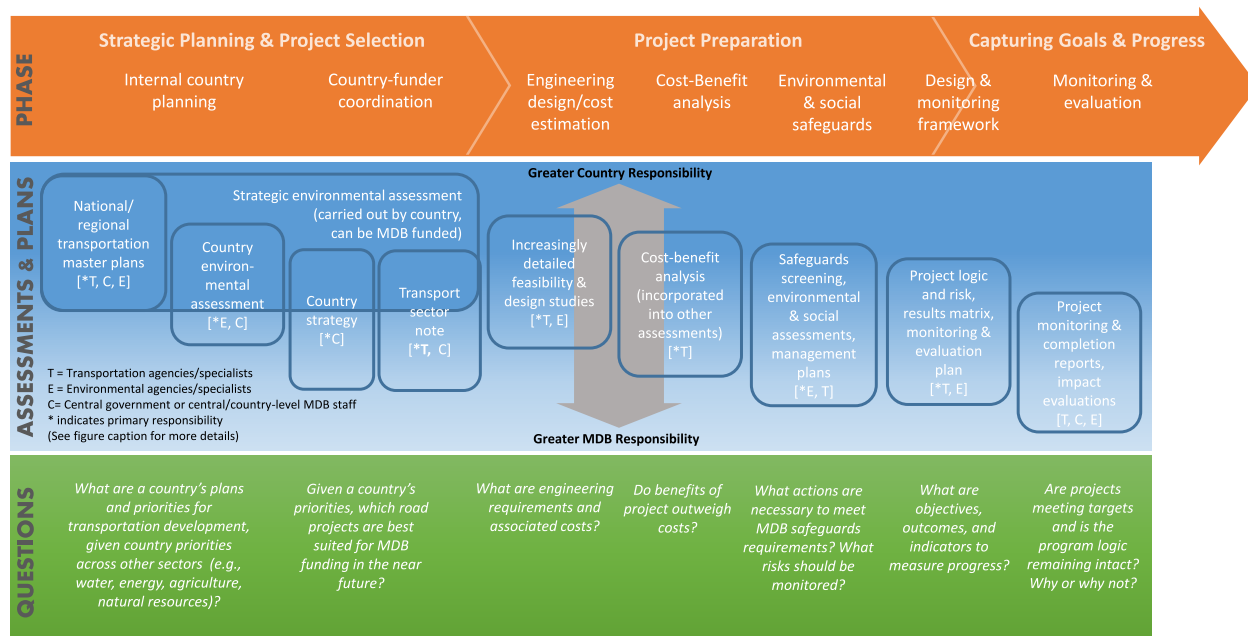 PHASE
Strategic Planning & Project Selection
Internal country
planning
Country-funder
coordination
Project Preparation
Engineering
design/cost
estimation
Cost-Benefit
analysis
Environmental
& social
safeguards
Capturing Goals & Progress
Design &
monitoring
framework
Monitoring &
evaluation
ASSESSMENTS & PLANS
Greater Country Responsibility
Strategic environmental assessment
(carried out by country,
can be MDB funded)
National/
regional
transportation
master plans
[*T, C, E]
Country
environ-
mental
assessment
[*E, C]
Country
strategy
[*C]
Transport
sector
note
[*T, C]
Increasingly
detailed
feasibility &
design studies
[*T, E]
Cost-benefit
analysis
(incorporated
into other
assessments)
[*T]
Safeguards
screening,
environmental
& social
assessments,
management
plans
[*E, T]
Project logic
and risk,
results matrix,
monitoring &
evaluation
plan
[*T, E]
Project
monitoring &
completion
reports,
impact
evaluations
[T, C, E]
T = Transportation agencies/specialists
E = Environmental agencies/specialists
C= Central government or central/country-level MDB staff
* indicates primary responsibility
(See figure caption for more details)
Greater MDB Responsibility
QUESTIONS
What are a country's plans
and priorities for
transportation development,
given country priorities
across other sectors (e.g.,
water, energy, agriculture,
natural resources)?
Given a country's
priorities, which road
projects are best
suited for MDB
funding in the near
future?
What are engineering
requirements and
associated costs?
Do benefits of
project outweigh
costs?
What actions are
necessary to meet
MDB safeguards
requirements? What
risks should be
monitored?
What are
objectives,
outcomes, and
indicators to
measure progress?
Are projects
meeting targets
and is the
program logic
remaining intact?
Why or why not?